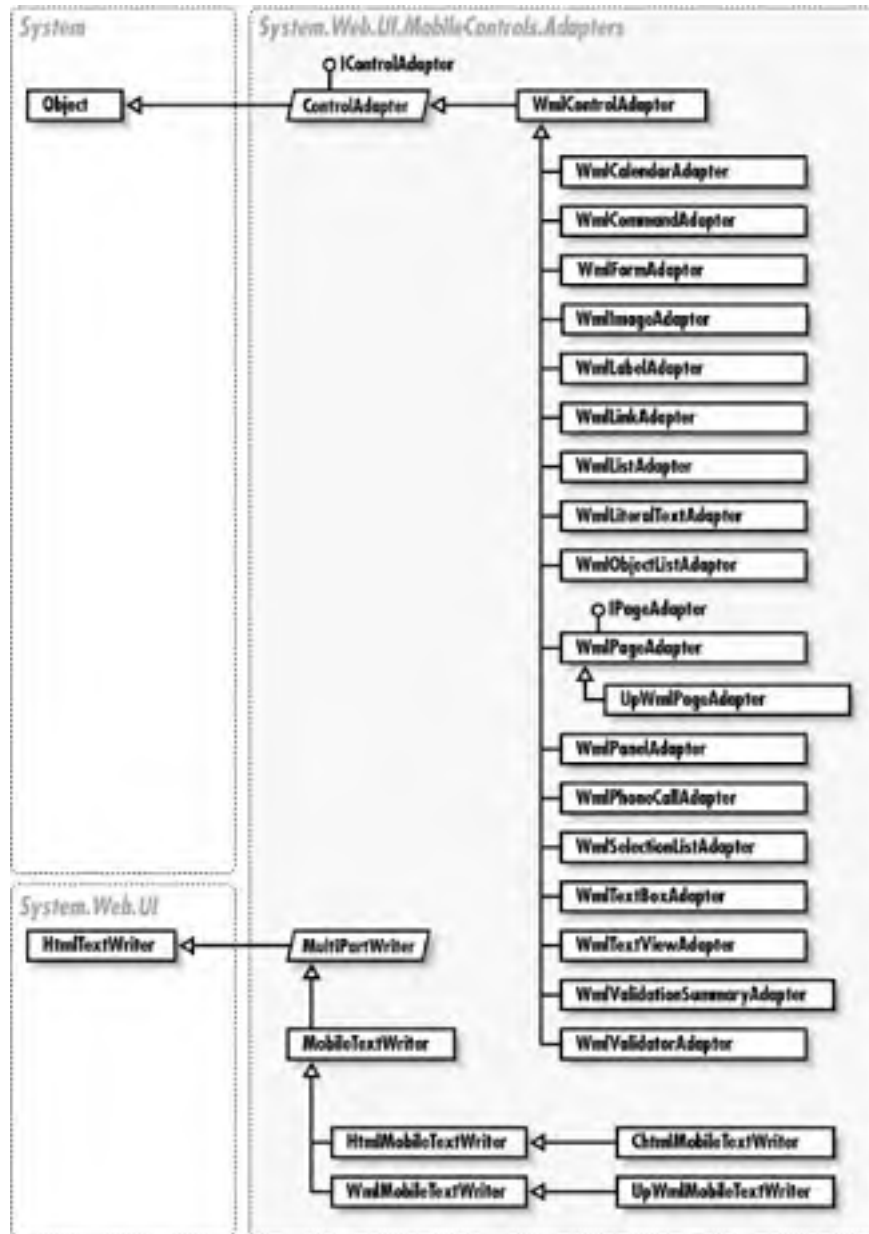 System
System.Web.UI.MobileControls.Adapters
IControlAdapter
Object
ControlAdapter
WmlControlAdapter
WmlCalendarAdapter
WmlCommandAdapter
WmlFormAdapter
WmlImageAdapter
WmlLabelAdapter
WmlLinkAdapter
WmlListAdapter
WmlLiteralTextAdapter
WmlObjectListAdapter
IPageAdapter
WmlPageAdapter
UpWmlPageAdapter
WmlPanelAdapter
WmlPhoneCallAdapter
WmlSelectionListAdapter
WmlTextBoxAdapter
System.Web.UI
HtmlTextWriter
MultiPartWriter
WmlTextViewAdapter
WmlValidationSummaryAdapter
MobileTextWriter
WmlValidatorAdapter
HtmlMobileTextWriter
ChtmlMobileTextWriter
WmlMobileTextWriter
UpWmlMobileTextWriter